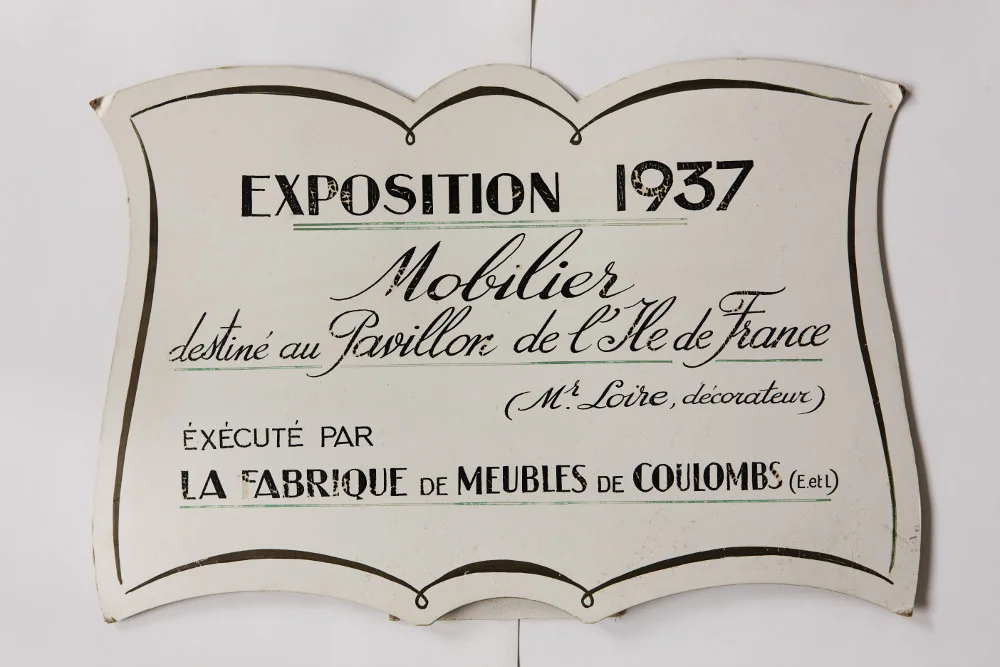 EXPOSITION 1937
Mobilier
destiné au Pavillon de l'Ile de France
(Mr. Loire, décorateur)
ÉXÉCUTÉ PAR
LA FABRIQUE DE MEUBLES DE COULOMBS (E. et L)